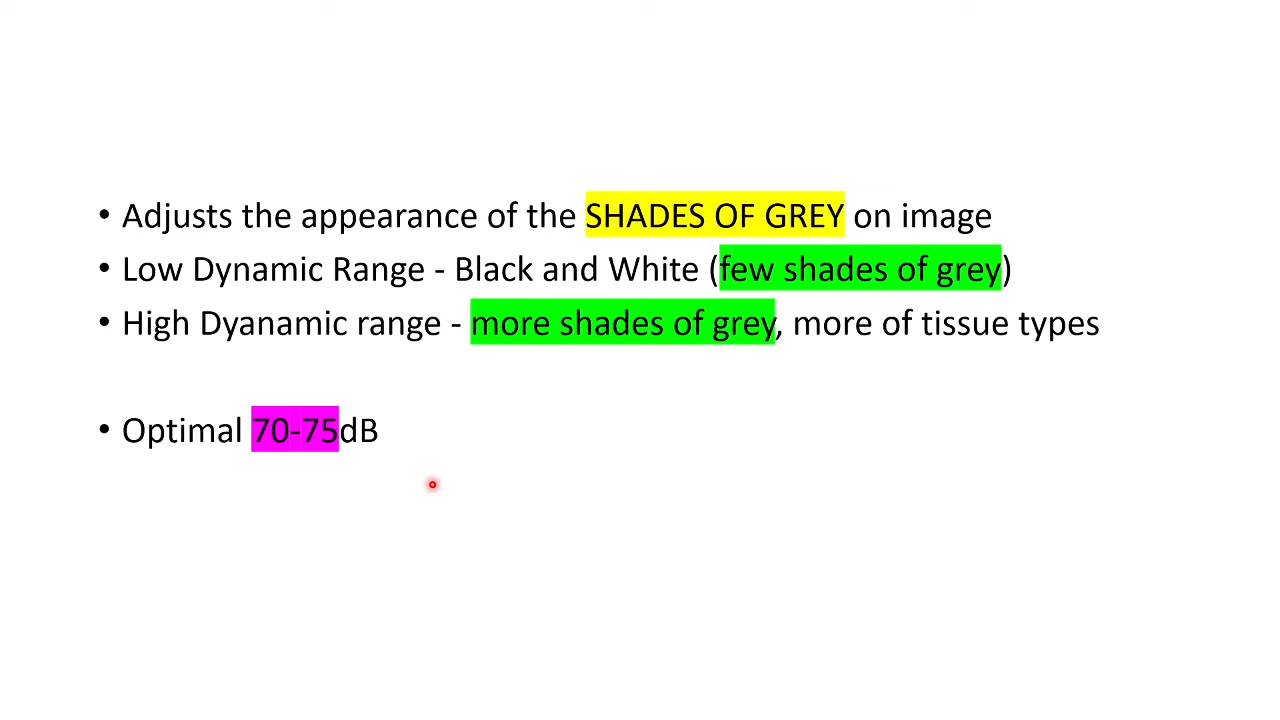 • Adjusts the appearance of the SHADES OF GREY on image
• Low Dynamic Range - Black and White (few shades of grey)
• High Dyanamic range - more shades of grey, more of tissue types
• Optimal 70-75dB